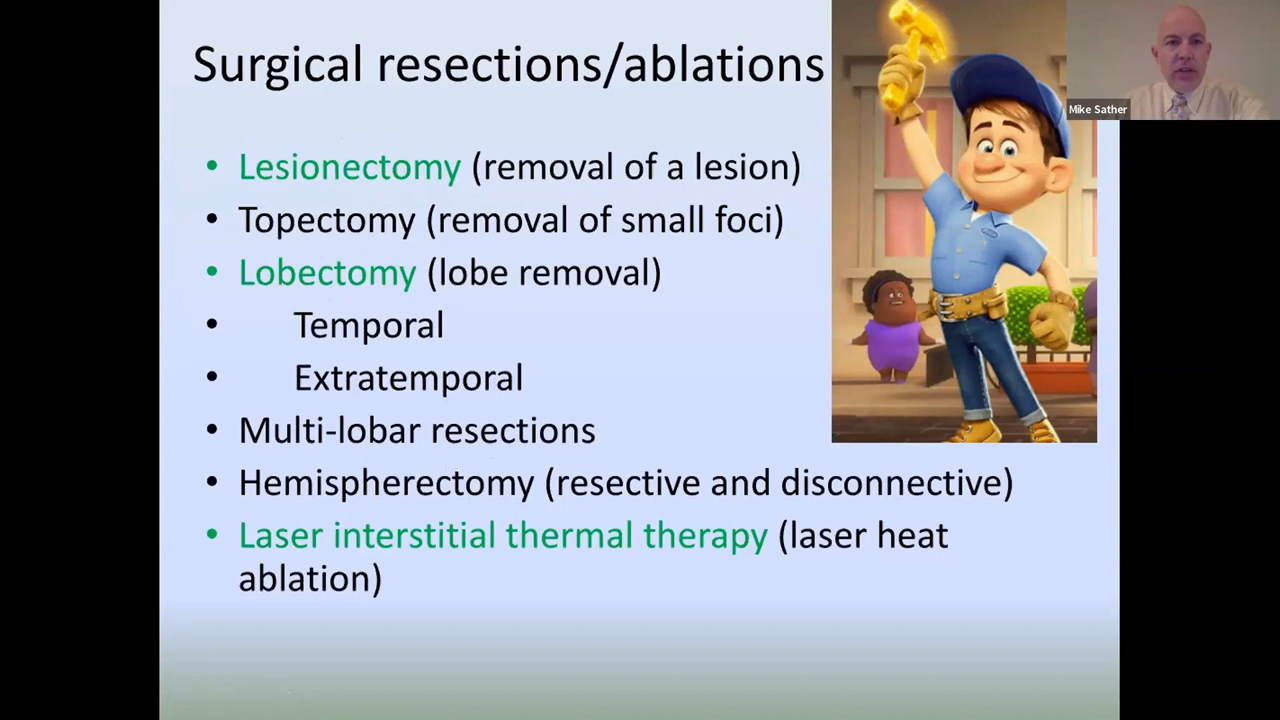 Surgical resections/ablations
Mike Sather
• Lesionectomy (removal of a lesion)
• Topectomy (removal of small foci)
• Lobectomy (lobe removal)
• Temporal
• Extratemporal
• Multi-lobar resections
• Hemispherectomy (resective and disconnective)
• Laser interstitial thermal therapy (laser heat
ablation)